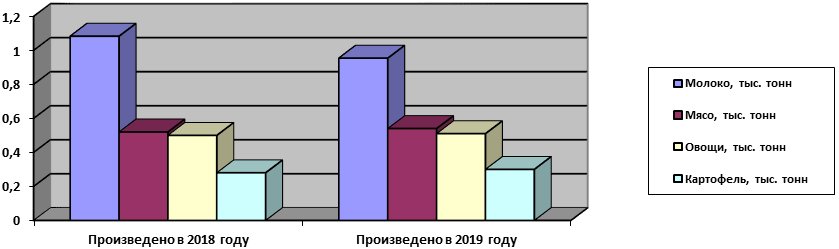 1,2
1
0,8
0,6
0,4
0,2
0
Произведено в 2018 году
Произведено в 2019 году
Молоко, тыс. тонн
Мясо, тыс. тонн
Овощи, тыс. тонн
Картофель, тыс. тонн